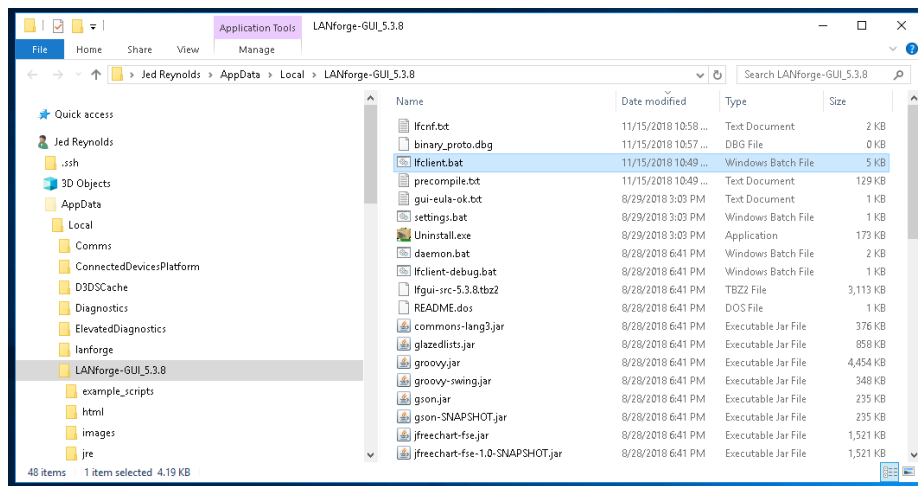 Application Tools LANforge-GUI_5.3.8
File Home Share View Manage
Jed Reynolds > AppData > Local > LANforge-GUI_5.3.8 Search LANforge-GUI_5.3.8
Name Date modified Type Size
Quick access
Jed Reynolds
.ssh
3D Objects
AppData
Local
Comms
ConnectedDevicesPlatform
D3DSCache
Diagnostics
ElevatedDiagnostics
lanforge
LANforge-GUI_5.3.8
example_scripts
html
images
jre
lfcnf.txt 11/15/2018 10:58 ... Text Document 2 KB
binary_proto.dbg 11/15/2018 10:57 ... DBG File 0 KB
lfclient.bat 11/15/2018 10:49 ... Windows Batch File 5 KB
precompile.txt 11/15/2018 10:49 ... Text Document 129 KB
gui-eula-ok.txt 8/29/2018 3:03 PM Text Document 1 KB
settings.bat 8/29/2018 3:03 PM Windows Batch File 1 KB
Uninstall.exe 8/29/2018 3:03 PM Application 173 KB
daemon.bat 8/28/2018 6:41 PM Windows Batch File 2 KB
lfclient-debug.bat 8/28/2018 6:41 PM Windows Batch File 1 KB
lfgui-src-5.3.8.tbz2 8/28/2018 6:41 PM TBZ2 File 3,113 KB
README.dos 8/28/2018 6:41 PM DOS File 1 KB
commons-lang3.jar 8/28/2018 6:41 PM Executable Jar File 376 KB
glazedlists.jar 8/28/2018 6:41 PM Executable Jar File 858 KB
groovy.jar 8/28/2018 6:41 PM Executable Jar File 4,454 KB
groovy-swing.jar 8/28/2018 6:41 PM Executable Jar File 348 KB
gson.jar 8/28/2018 6:41 PM Executable Jar File 235 KB
gson-SNAPSHOT.jar 8/28/2018 6:41 PM Executable Jar File 235 KB
jfreechart-fse.jar 8/28/2018 6:41 PM Executable Jar File 1,521 KB
jfreechart-fse-1.0-SNAPSHOT.jar 8/28/2018 6:41 PM Executable Jar File 1,521 KB
48 items 1 item selected 4.19 KB